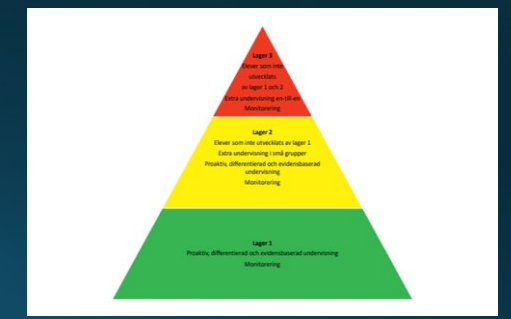 Lager 3
Elever som inte
utvecklats
av lager 1 och 2
Extra undervisning en-till-en
Monitorering
Lager 2
Elever som inte utvecklats av lager 1
Extra undervisning i små grupper
Proaktiv, differentierad och evidensbaserad
undervisning
Monitorering
Lager 1
Proaktiv, differentierad och evidensbaserad undervisning
Monitorering